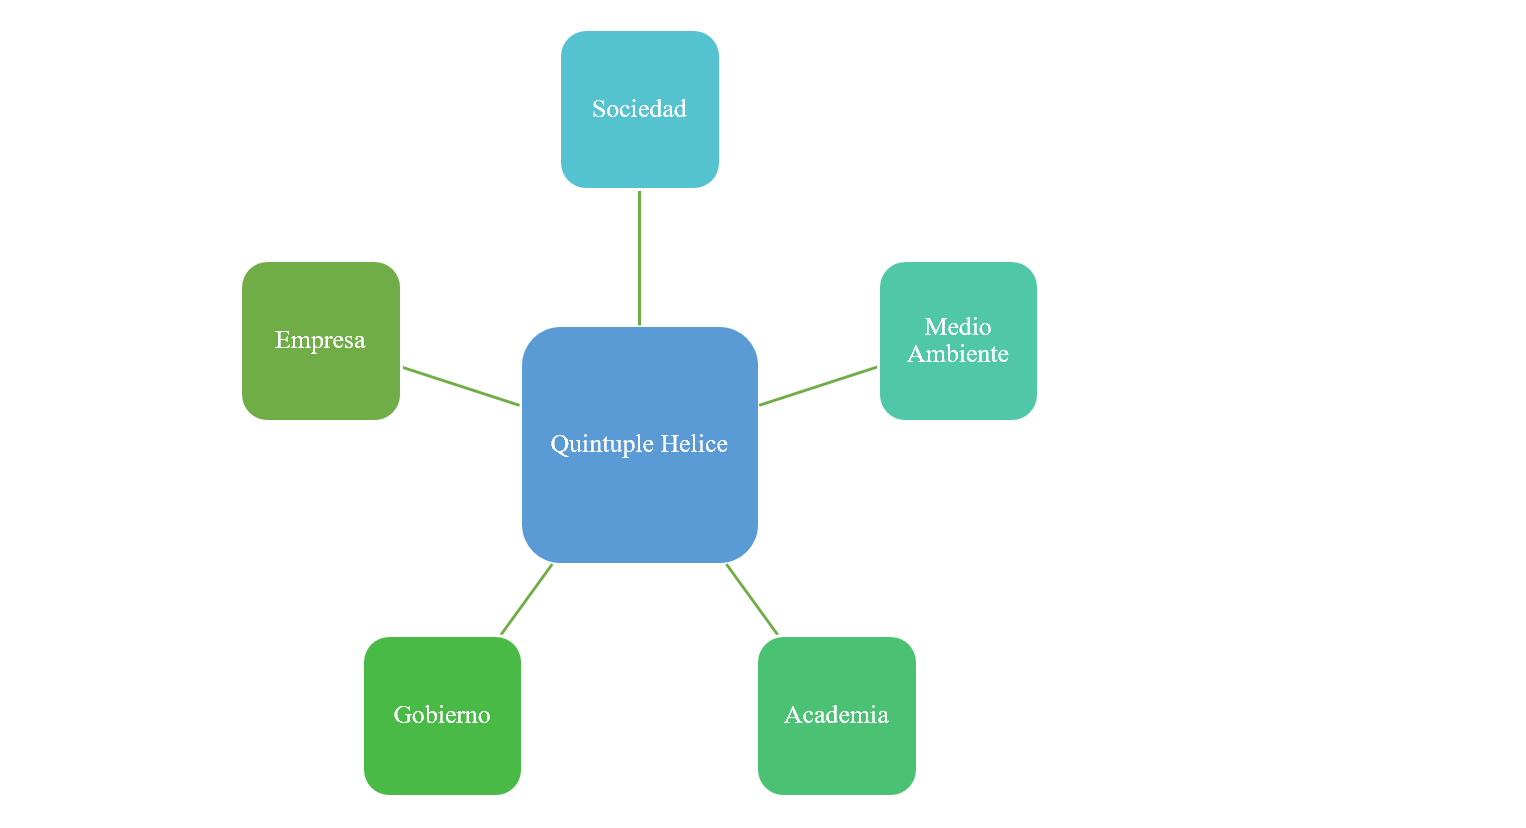 Sociedad
Empresa
Medio
Ambiente
Quintuple Helice
Gobierno
Academia